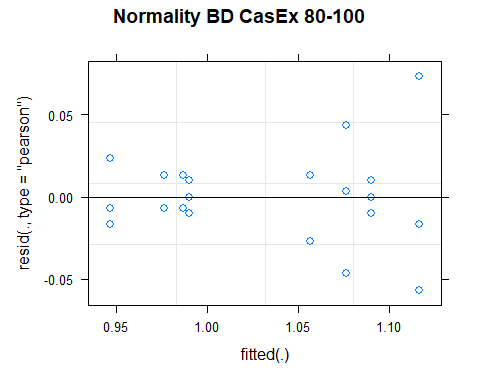 Normality BD CasEx 80-100
resid(., type = "pearson")
0.05
0.00
-0.05
0.95
1.00
1.05
1.10
fitted(.)